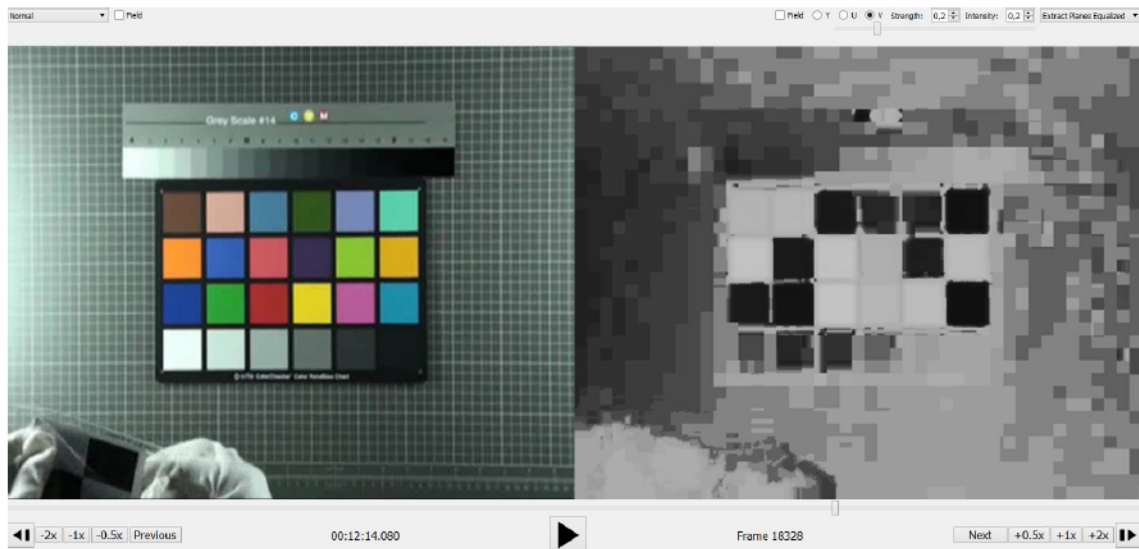 Normal Field Field Y U V Strength: 0,2 Intensity: 0,2 Extract Planes Equalized
Grey Scale #14 C Y M
-2x -1x -0.5x Previous 00:12:14.080 Frame 18328 Next +0.5x +1x +2x